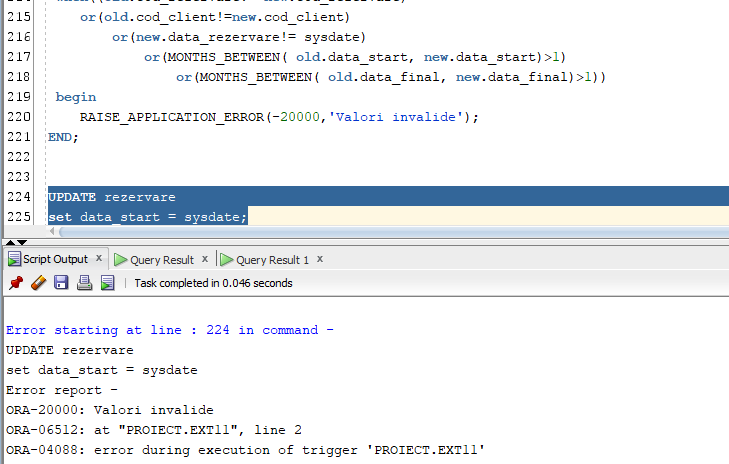 215 or(old.cod_client!=new.cod_client)
216 or(new.data_rezervare!= sysdate)
217 or(MONTHS_BETWEEN( old.data_start, new.data_start)>1)
218 or(MONTHS_BETWEEN( old.data_final, new.data_final)>1))
219 begin
220 RAISE_APPLICATION_ERROR(-20000,'Valori invalide');
221 END;
222
223
224 UPDATE rezervare
225 set data_start = sysdate;
Script Output x Query Result x Query Result 1 x
Task completed in 0.046 seconds
Error starting at line : 224 in command -
UPDATE rezervare
set data_start = sysdate
Error report -
ORA-20000: Valori invalide
ORA-06512: at "PROIECT.EXT11", line 2
ORA-04088: error during execution of trigger 'PROIECT.EXT11'